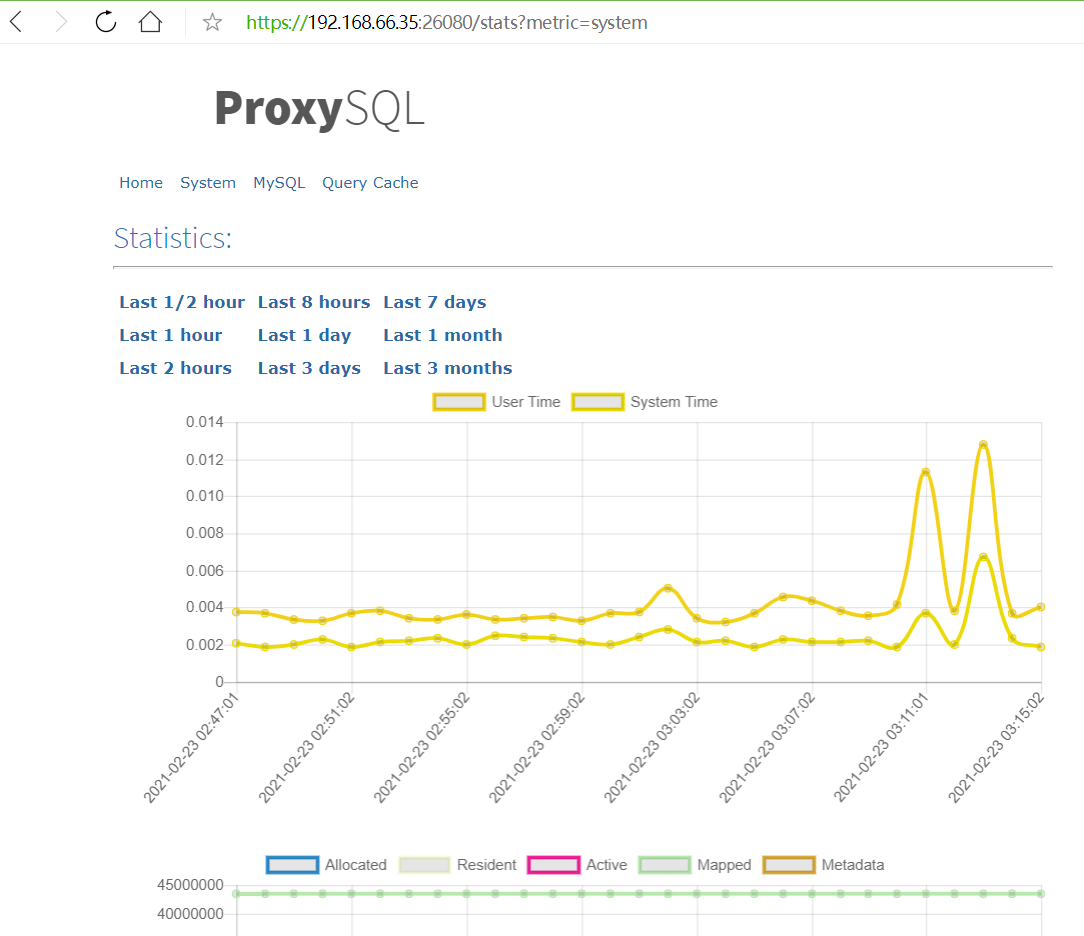 https://192.168.66.35:26080/stats?metric=system
ProxySQL
Home System MySQL Query Cache
Statistics:
Last 1/2 hour Last 8 hours Last 7 days
Last 1 hour Last 1 day Last 1 month
Last 2 hours Last 3 days Last 3 months
User Time System Time
0.014
0.012
0.010
0.008
0.006
0.004
0.002
0
2021-02-23 02:47:01
2021-02-23 02:51:02
2021-02-23 02:55:02
2021-02-23 02:59:02
2021-02-23 03:03:02
2021-02-23 03:07:02
2021-02-23 03:11:01
2021-02-23 03:15:02
Allocated Resident Active Mapped Metadata
45000000
40000000